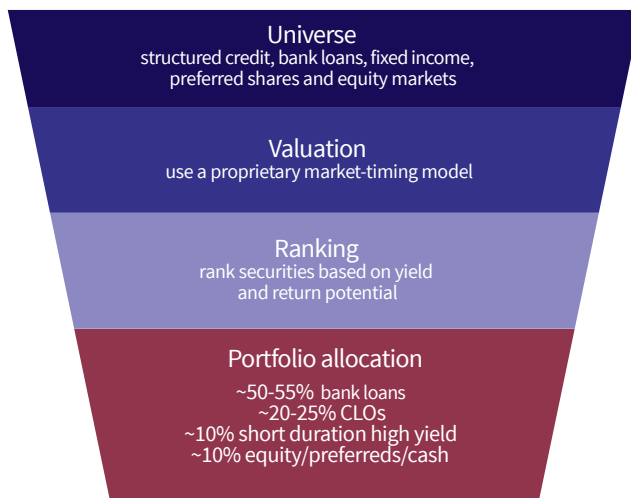 Universe
structured credit, bank loans, fixed income,
preferred shares and equity markets
Valuation
use a proprietary market-timing model
Ranking
rank securities based on yield
and return potential
Portfolio allocation
~50-55% bank loans
~20-25% CLOs
~10% short duration high yield
~10% equity/preferreds/cash